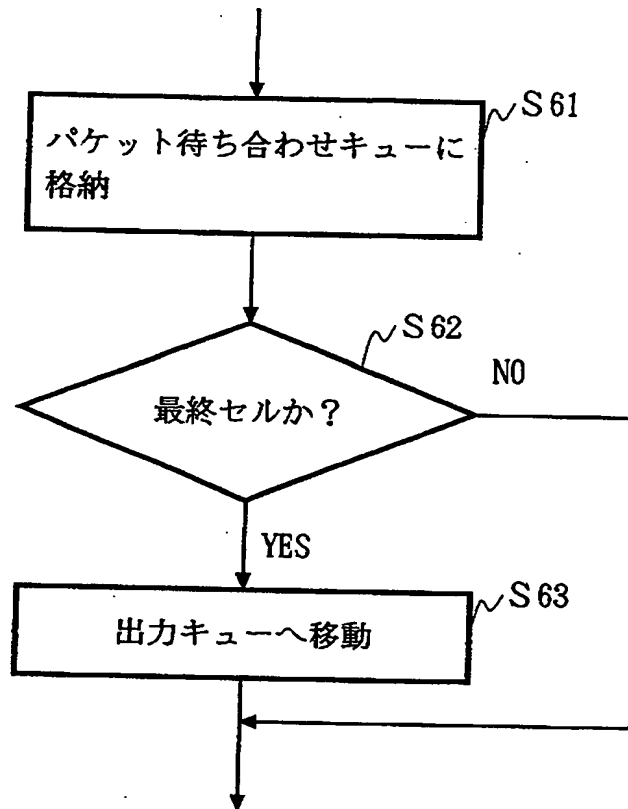 S61
パケット待ち合わせキューに
格納
S62
NO
最終セルか？
YES
S63
出力キューへ移動